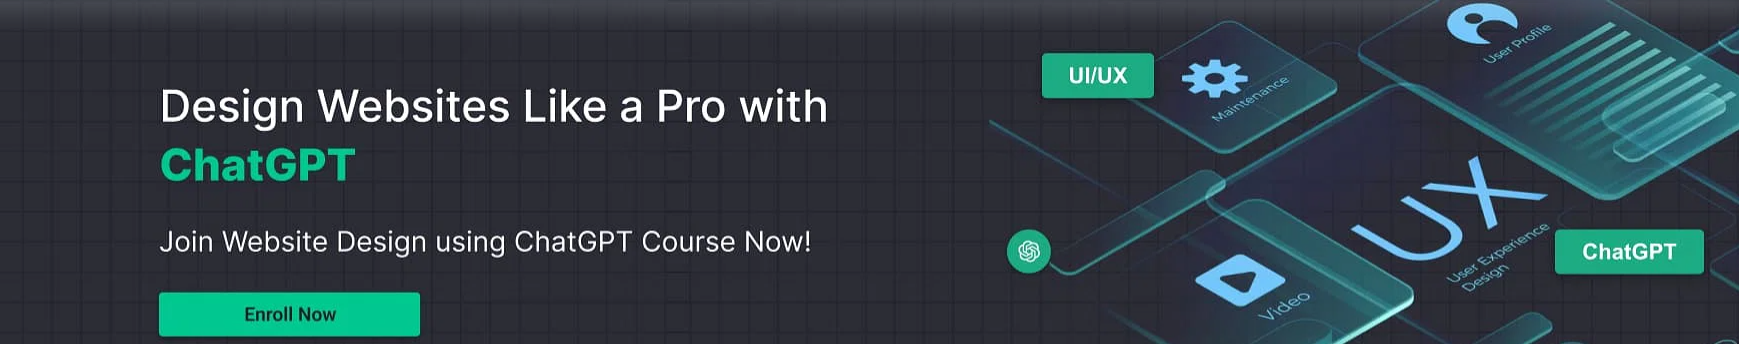 Design Websites Like a Pro with
ChatGPT
Join Website Design using ChatGPT Course Now!
Enroll Now
UI/UX
Maintenance
User Profile
UX
User Experience
Design
ChatGPT
Video